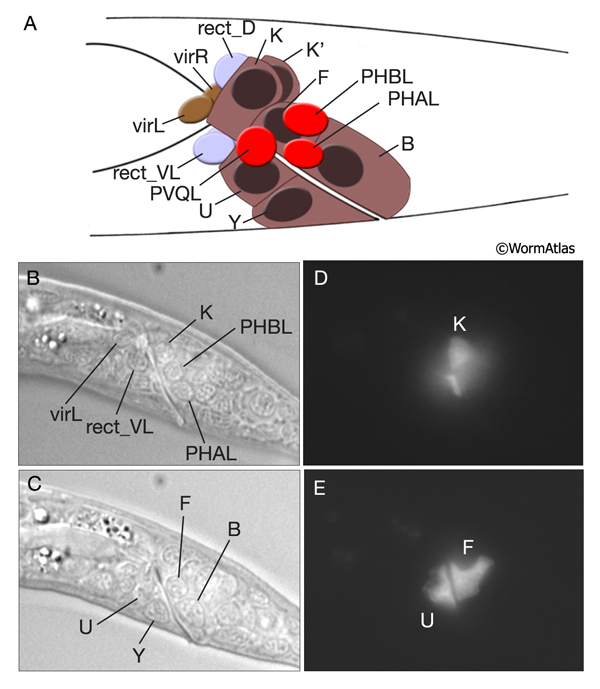 A
rect_D
K
K'
virR
F
PHBL
PHAL
virL
B
rect_VL
PVQL
U
Y
©WormAtlas
B
K
PHBL
virL
rect_VL
PHAL
D
K
C
F
B
U
Y
E
F
U